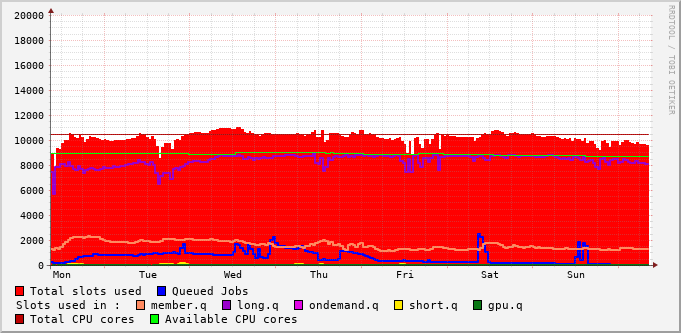 20000
18000
16000
14000
12000
10000
8000
6000
4000
2000
0
Mon Tue Wed Thu Fri Sat Sun
Total slots used Queued Jobs
Slots used in : member.q long.q ondemand.q short.q gpu.q
Total CPU cores Available CPU cores
RRDTOOL / TOBI OETIKER